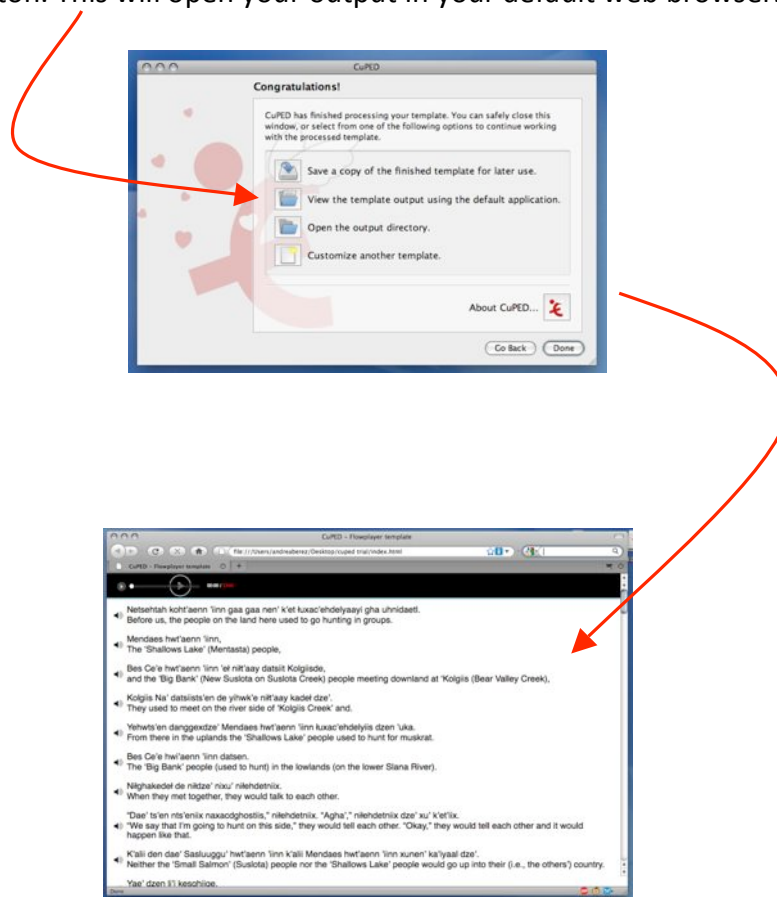 ton. This will open your output in your default web browser.
CuPED
Congratulations!
CuPED has finished processing your template. You can safely close this
window, or select from one of the following options to continue working
with the processed template.
Save a copy of the finished template for later use.
View the template output using the default application.
Open the output directory.
Customize another template.
About CuPED...
Go Back Done
CuPED – Flowplayer template
file:///Users/andreaberez/Desktop/cuped trial/index.html
CuPED – Flowplayer template
Netsehtah koht'aenn 'iinn gaa gaa nen' k'et łuxac'ehdelyaayi gha uhnidaetl.
Before us, the people on the land here used to go hunting in groups.
Mendaes hwt'aenn 'iinn,
The 'Shallows Lake' (Mentasta) people,
Bes Ce'e hwt'aenn 'iinn 'eł niłt'aay datsiit Kolgiisde,
and the 'Big Bank' (New Suslota on Suslota Creek) people meeting downland at 'Kolgiis (Bear Valley Creek),
Kolgiis Na' datsiists'en de yihwk'e niłt'aay kadeł dze'.
They used to meet on the river side of 'Kolgiis Creek' and.
Yehwts'en danggexdze' Mendaes hwt'aenn 'iinn łuxac'ehdelyiis dzen 'uka.
From there in the uplands the 'Shallows Lake' people used to hunt for muskrat.
Bes Ce'e hwt'aenn 'iinn datsen.
The 'Big Bank' people (used to hunt) in the lowlands (on the lower Slana River).
Niłghakedeł de niłdze' nixu' niłehdetniix.
When they met together, they would talk to each other.
"Dae' ts'en nts'eniix naxaodghostiis," niłehdetniix. "Agha'," niłehdetniix dze' xu' k'et'iix.
"We say that I'm going to hunt on this side," they would tell each other. "Okay," they would tell each other and it would
happen like that.
K'alii den dae' Sasluuggu' hwt'aenn 'iinn k'alii Mendaes hwt'aenn 'iinn xunen' ka'iyaal dze'.
Neither the 'Small Salmon' (Suslota) people nor the 'Shallows Lake' people would go up into their (i.e., the others') country.
Yae' dzen li'i
Done